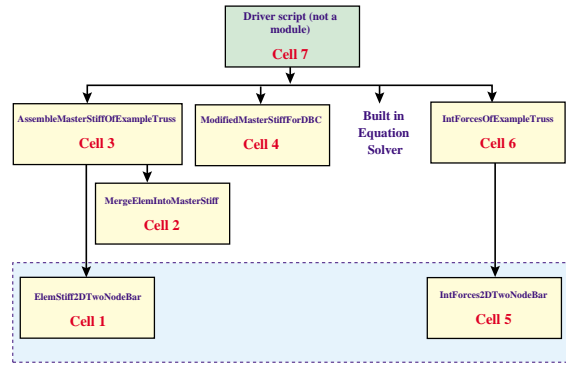 Driver script (not a
module)
Cell 7
AssembleMasterStiffOfExampleTruss
Cell 3
ModifiedMasterStiffForDBC
Cell 4
Built in
Equation
Solver
IntForcesOfExampleTruss
Cell 6
MergeElemIntoMasterStiff
Cell 2
ElemStiff2DTwoNodeBar
Cell 1
IntForces2DTwoNodeBar
Cell 5